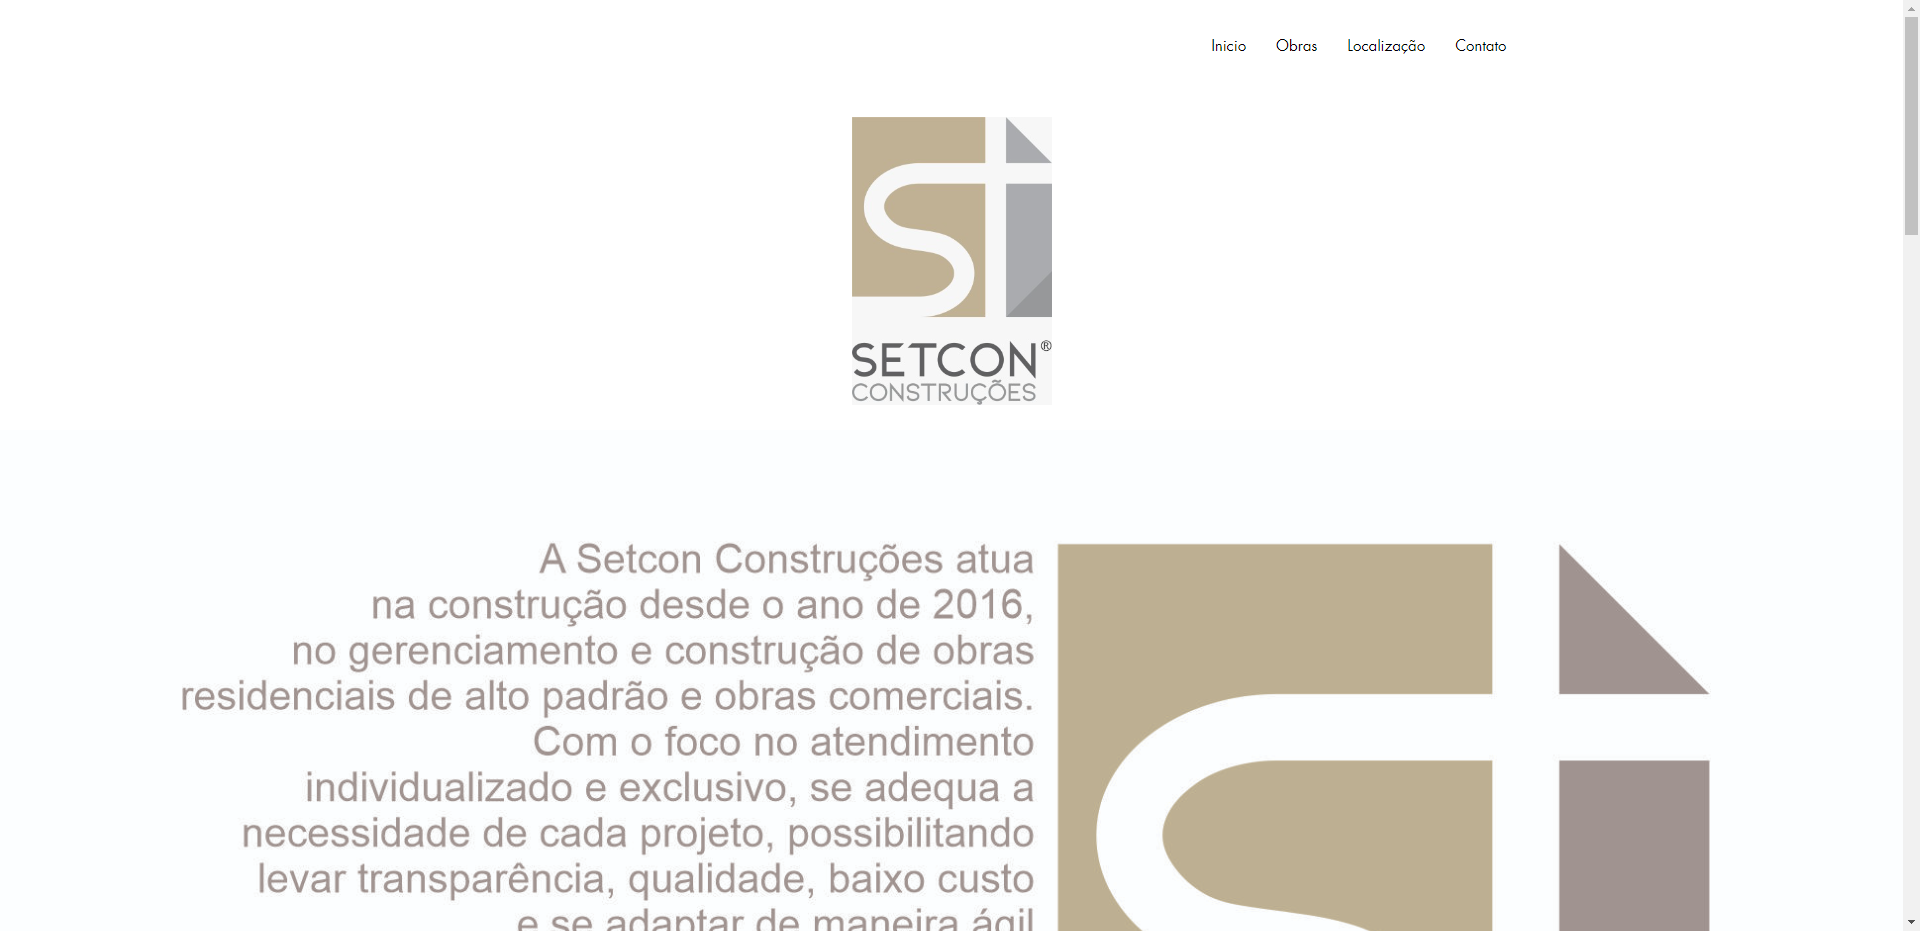 Inicio Obras Localização Contato
SETCON®
CONSTRUÇÕES
A Setcon Construções atua
na construção desde o ano de 2016,
no gerenciamento e construção de obras
residenciais de alto padrão e obras comerciais.
Com o foco no atendimento
individualizado e exclusivo, se adequa a
necessidade de cada projeto, possibilitando
levar transparência, qualidade, baixo custo
e se adaptar de maneira ágil